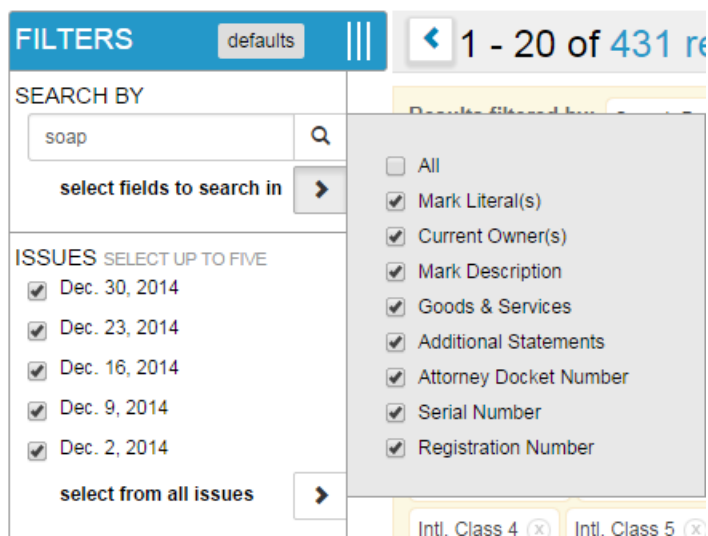 FILTERS defaults
1 - 20 of 431
SEARCH BY
soap
select fields to search in
All
Mark Literal(s)
Current Owner(s)
Mark Description
Goods & Services
Additional Statements
Attorney Docket Number
Serial Number
Registration Number
ISSUES SELECT UP TO FIVE
Dec. 30, 2014
Dec. 23, 2014
Dec. 16, 2014
Dec. 9, 2014
Dec. 2, 2014
select from all issues
Intl. Class 4 Intl. Class 5